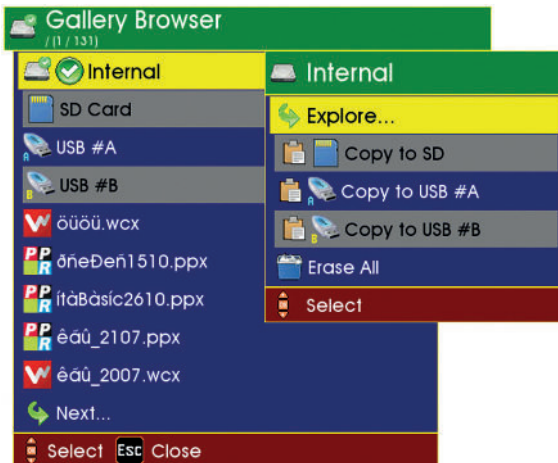 Gallery Browser
/ (1 / 131)
Internal
SD Card
USB #A
USB #B
öüöü.wcx
ðñeÐeñ1510.ppx
ítàBàsíc2610.ppx
êáû_2107.ppx
êáû_2007.wcx
Next...
Select Esc Close
Internal
Explore...
Copy to SD
Copy to USB #A
Copy to USB #B
Erase All
Select